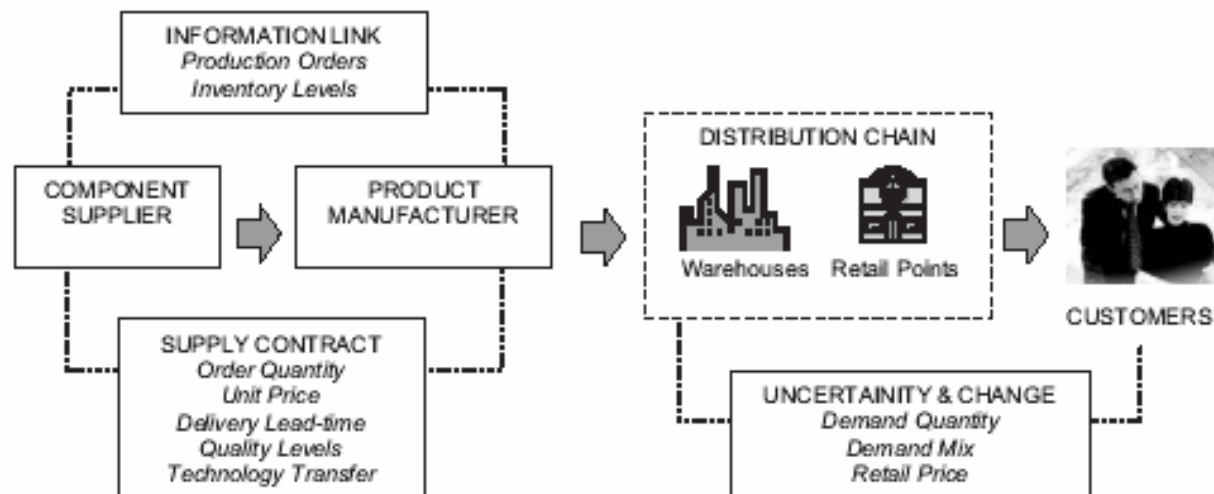 INFORMATION LINK
Production Orders
Inventory Levels
COMPONENT
SUPPLIER
PRODUCT
MANUFACTURER
SUPPLY CONTRACT
Order Quantity
Unit Price
Delivery Lead-time
Quality Levels
Technology Transfer
DISTRIBUTION CHAIN
Warehouses
Retail Points
CUSTOMERS
UNCERTAINITY & CHANGE
Demand Quantity
Demand Mix
Retail Price